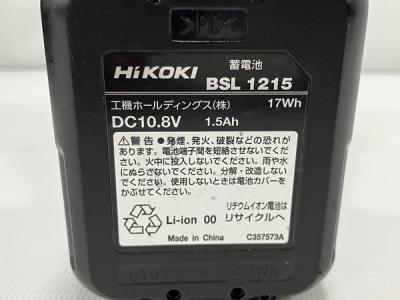 >PC<
蓄電池
HiKOKI BSL 1215
工機ホールディングス(株) 17Wh
DC10.8V 1.5Ah
警告 ●発煙、発火、破裂などの恐れが
あります。電池端子間を短絡させないでくだ
さい。火中に投入しないでください。雨や水
にぬらさないでください。分解・改造しない
でください。使用しないときは電池カバーを
かぶせてください。
リチウムイオン電池は
Li-ion 00 リサイクルへ
Made in China C357573A
17Wh